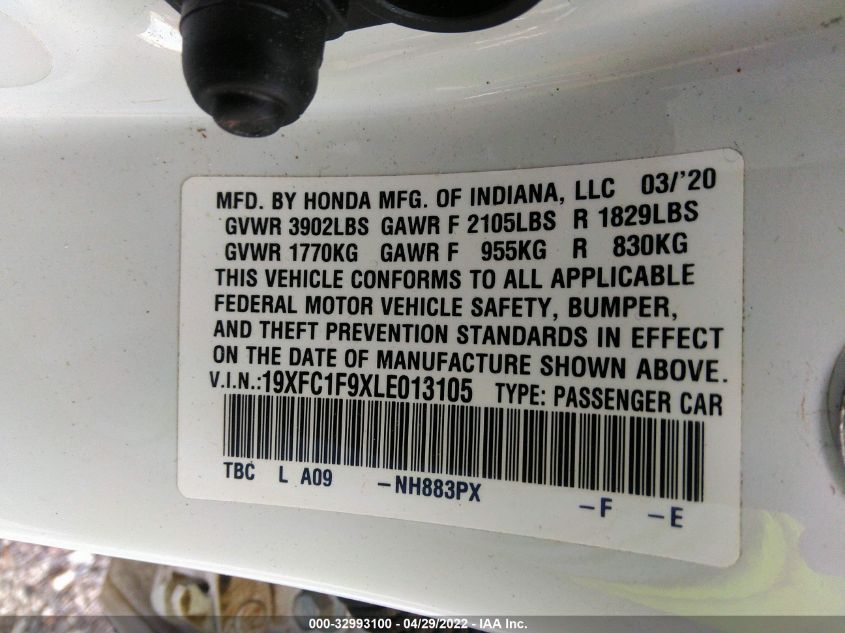 MFD. BY HONDA MFG. OF INDIANA, LLC 03/'20
GVWR 3902LBS GAWR F 2105LBS R 1829LBS
GVWR 1770KG GAWR F 955KG R 830KG
THIS VEHICLE CONFORMS TO ALL APPLICABLE
FEDERAL MOTOR VEHICLE SAFETY, BUMPER,
AND THEFT PREVENTION STANDARDS IN EFFECT
ON THE DATE OF MANUFACTURE SHOWN ABOVE.
V.I.N.:19XFC1F9XLE013105 TYPE: PASSENGER CAR
TBC L A09 -NH883PX -F -E
000-32993100 - 04/29/2022 - IAA Inc.